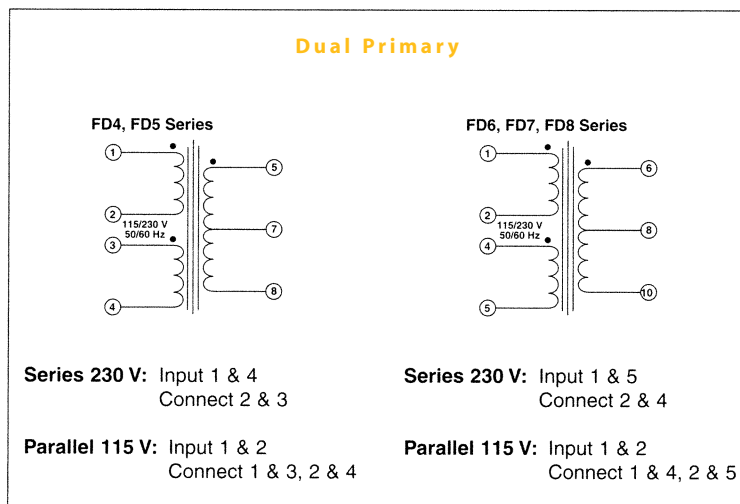 Dual Primary
FD4, FD5 Series
1
5
2
115/230 V
50/60 Hz
7
3
4
8
Series 230 V: Input 1 & 4
Connect 2 & 3
Parallel 115 V: Input 1 & 2
Connect 1 & 3, 2 & 4
FD6, FD7, FD8 Series
1
6
2
115/230 V
50/60 Hz
8
4
5
10
Series 230 V: Input 1 & 5
Connect 2 & 4
Parallel 115 V: Input 1 & 2
Connect 1 & 4, 2 & 5